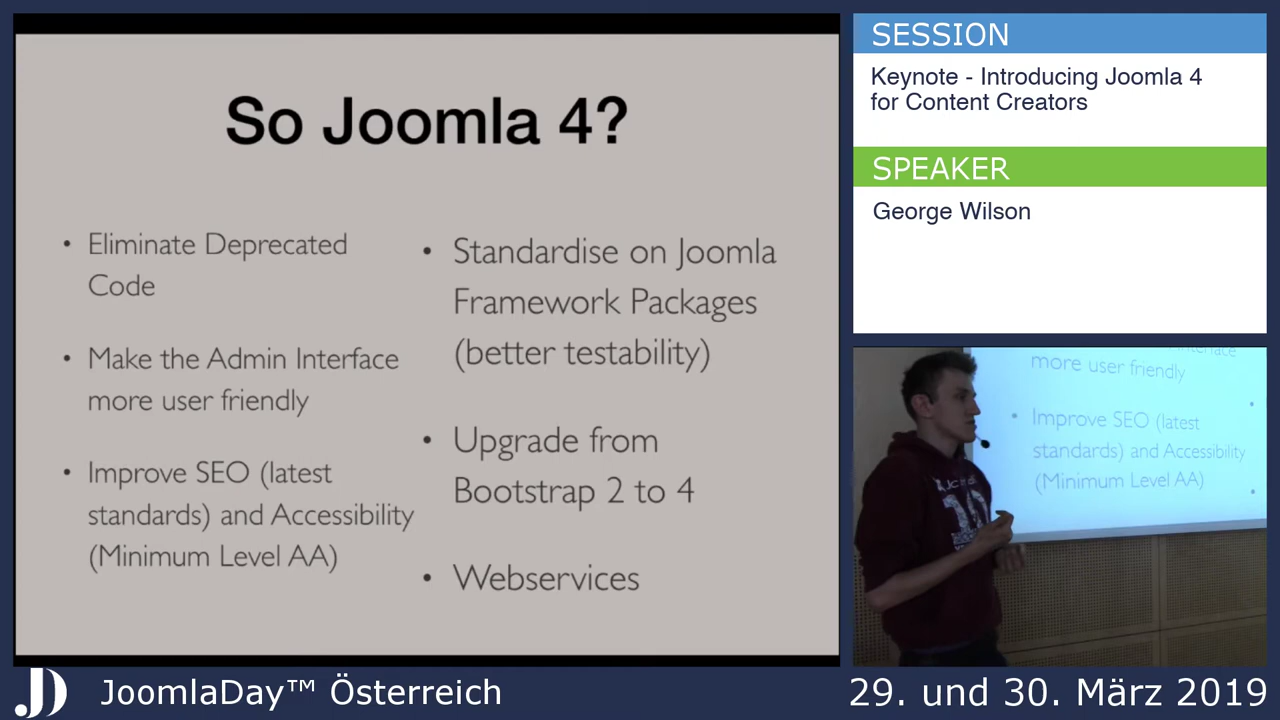 So Joomla 4?
• Eliminate Deprecated
Code
• Make the Admin Interface
more user friendly
• Improve SEO (latest
standards) and Accessibility
(Minimum Level AA)
• Standardise on Joomla
Framework Packages
(better testability)
• Upgrade from
Bootstrap 2 to 4
• Webservices
SESSION
Keynote - Introducing Joomla 4
for Content Creators
SPEAKER
George Wilson
more user friendly
• Improve SEO (latest
standards) and Accessibility
(Minimum Level AA)
JD JoomlaDay™ Österreich
29. und 30. März 2019